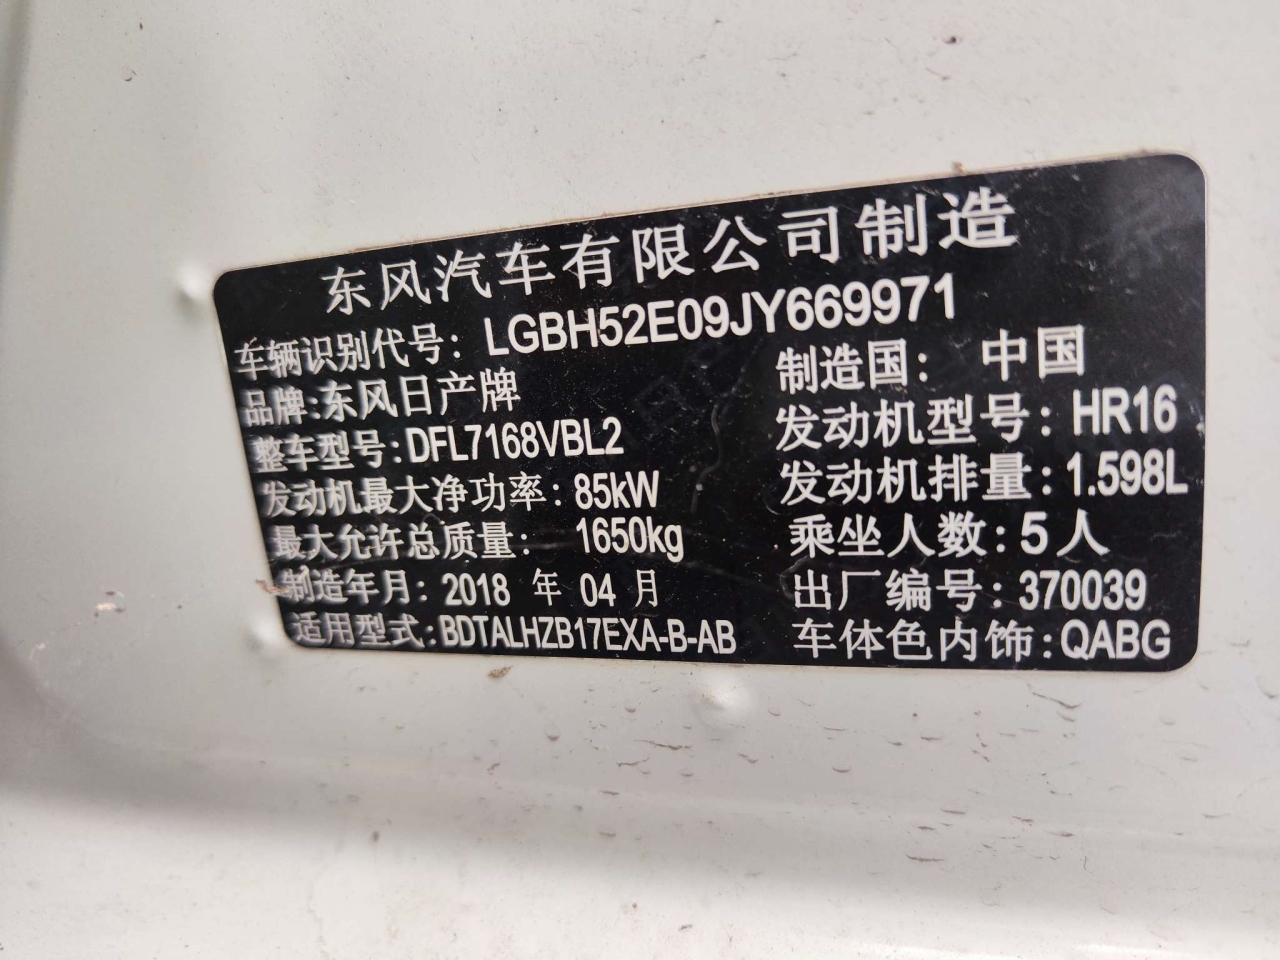 东风汽车有限公司制造
车辆识别代号: LGBH52E09JY669971
品牌:东风日产牌 制造国: 中国
整车型号:DFL7168VBL2 发动机型号: HR16
发动机最大净功率:85kW 发动机排量:1.598L
最大允许总质量: 1650kg 乘坐人数:5人
制造年月:2018 年 04 月 出厂编号:370039
适用型式:BDTALHZB17EXA-B-AB 车体色内饰:QABG